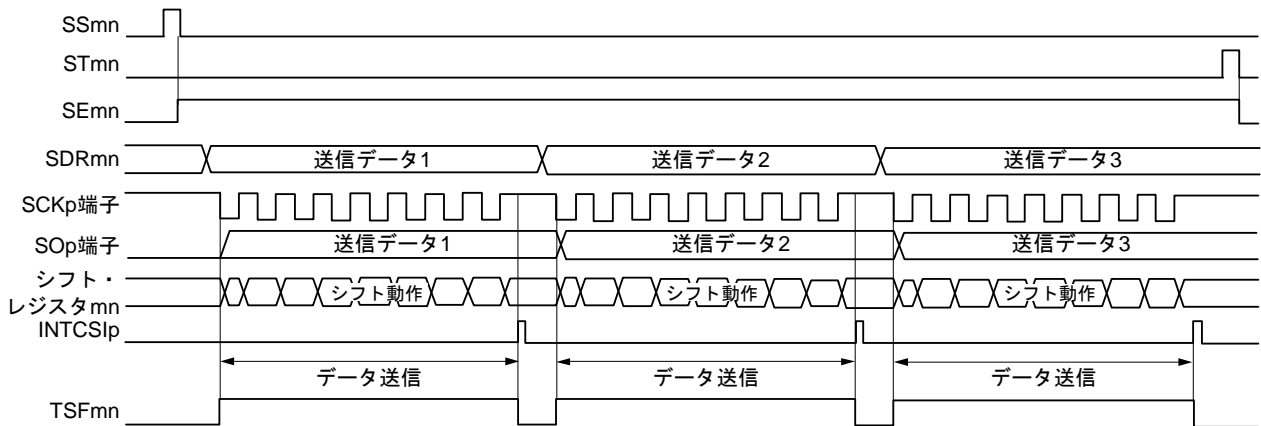 SSmn
STmn
SEmn
SDRmn 送信データ1 送信データ2 送信データ3
SCKp端子
SOp端子 送信データ1 送信データ2 送信データ3
シフト・
レジスタmn シフト動作 シフト動作 シフト動作
INTCSIp
データ送信 データ送信 データ送信
TSFmn